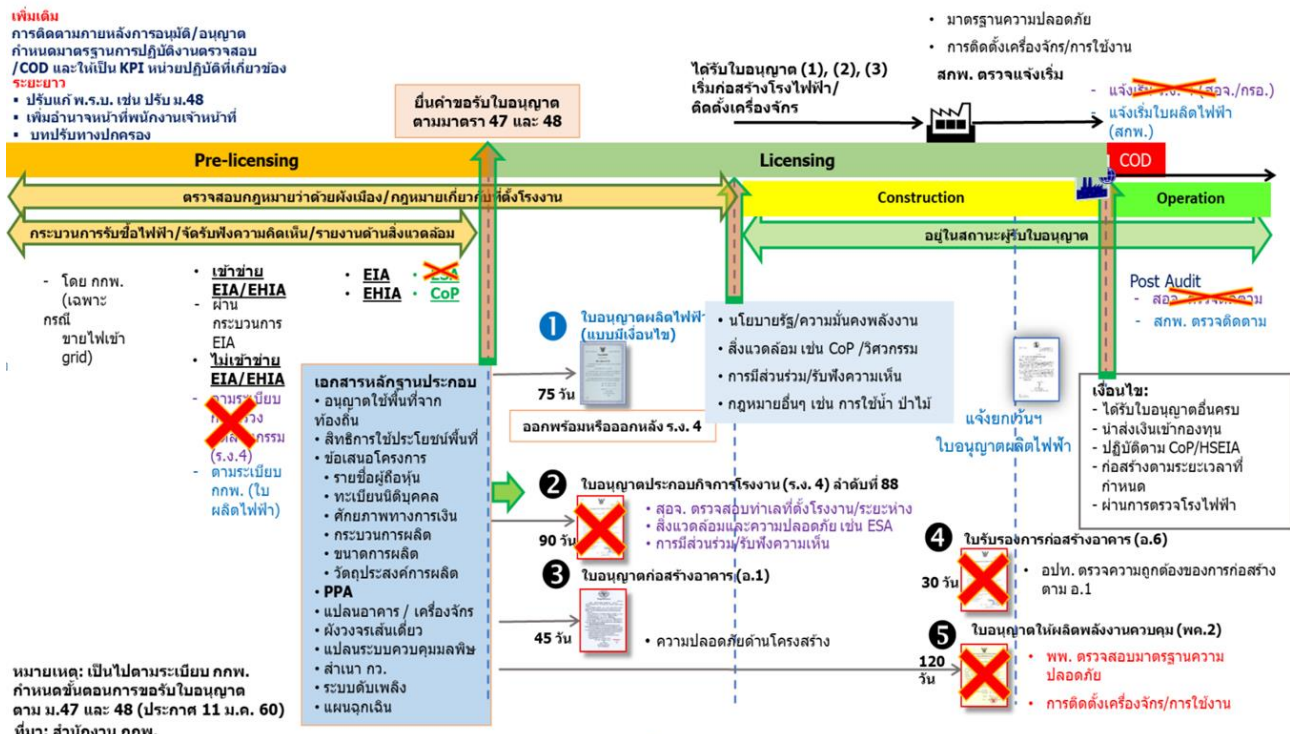 เพิ่มเติม
การติดตามภายหลังการอนุมัติ/อนุญาต
กำหนดมาตรฐานการปฏิบัติงานตรวจสอบ
/COD และให้เป็น KPI หน่วยปฏิบัติที่เกี่ยวข้อง
ระยะยาว
▪ ปรับแก้ พ.ร.บ. เช่น ปรับ ม.48
▪ เพิ่มอำนาจหน้าที่พนักงานเจ้าหน้าที่
▪ บทปรับทางปกครอง
ยื่นคำขอรับใบอนุญาต
ตามมาตรา 47 และ 48
ได้รับใบอนุญาต (1), (2), (3)
เริ่มก่อสร้างโรงไฟฟ้า/
ติดตั้งเครื่องจักร
• มาตรฐานความปลอดภัย
• การติดตั้งเครื่องจักร/การใช้งาน
สกพ. ตรวจแจ้งเริ่ม
- แจ้งเริ่ม ร.ง. 4 (สอจ./กรอ.)
- แจ้งเริ่มใบผลิตไฟฟ้า
(สกพ.)
Pre-licensing
Licensing
COD
ตรวจสอบกฎหมายว่าด้วยผังเมือง/กฎหมายเกี่ยวกับที่ตั้งโรงงาน
Construction
Operation
กระบวนการรับซื้อไฟฟ้า/จัดรับฟังความคิดเห็น/รายงานด้านสิ่งแวดล้อม
อยู่ในสถานะผู้รับใบอนุญาต
- โดย กกพ.
(เฉพาะ
กรณี
ขายไฟเข้า
grid)
• เข้าข่าย
EIA/EHIA
- ผ่าน
กระบวนการ
EIA
• ไม่เข้าข่าย
EIA/EHIA
- ตามระเบียบ
(ร.ง.4)
- ตามระเบียบ
กกพ. (ใบ
ผลิตไฟฟ้า)
• EIA
• EHIA
• ESA
• CoP
เอกสารหลักฐานประกอบ
• อนุญาตใช้พื้นที่จาก
ท้องถิ่น
• สิทธิการใช้ประโยชน์พื้นที่
• ข้อเสนอโครงการ
• รายชื่อผู้ถือหุ้น
• ทะเบียนนิติบุคคล
• ศักยภาพทางการเงิน
• กระบวนการผลิต
• ขนาดการผลิต
• วัตถุประสงค์การผลิต
• PPA
• แปลนอาคาร / เครื่องจักร
• ผังวงจรเส้นเดี่ยว
• แปลนระบบควบคุมมลพิษ
• สำเนา กว.
• ระบบดับเพลิง
• แผนฉุกเฉิน
1 ใบอนุญาตผลิตไฟฟ้า
(แบบมีเงื่อนไข)
75 วัน
ออกพร้อมหรือออกหลัง ร.ง. 4
• นโยบายรัฐ/ความมั่นคงพลังงาน
• สิ่งแวดล้อม เช่น CoP /วิศวกรรม
• การมีส่วนร่วม/รับฟังความเห็น
• กฎหมายอื่นๆ เช่น การใช้น้ำ ป่าไม้
2 ใบอนุญาตประกอบกิจการโรงงาน (ร.ง. 4) ลำดับที่ 88
90 วัน
• สอจ. ตรวจสอบทำเลที่ตั้งโรงงาน/ระยะห่าง
• สิ่งแวดล้อมและความปลอดภัย เช่น ESA
• การมีส่วนร่วม/รับฟังความเห็น
3 ใบอนุญาตก่อสร้างอาคาร (อ.1)
45 วัน
• ความปลอดภัยด้านโครงสร้าง
แจ้งยกเว้นฯ
ใบอนุญาตผลิตไฟฟ้า
Post Audit
- สอจ. ตรวจติดตาม
- สกพ. ตรวจติดตาม
เงื่อนไข:
- ได้รับใบอนุญาตอื่นครบ
- นำส่งเงินเข้ากองทุน
- ปฏิบัติตาม CoP/HSEIA
- ก่อสร้างตามระยะเวลาที่
กำหนด
- ผ่านการตรวจโรงไฟฟ้า
4 ใบรับรองการก่อสร้างอาคาร (อ.6)
30 วัน
• อปท. ตรวจความถูกต้องของการก่อสร้าง
ตาม อ.1
5 ใบอนุญาตให้ผลิตพลังงานควบคุม (พค.2)
120
วัน
• พพ. ตรวจสอบมาตรฐานความ
ปลอดภัย
• การติดตั้งเครื่องจักร/การใช้งาน
หมายเหตุ: เป็นไปตามระเบียบ กกพ.
กำหนดขั้นตอนการขอรับใบอนุญาต
ตาม ม.47 และ 48 (ประกาศ 11 ม.ค. 60)
ที่มา: สำนักงาน กกพ.